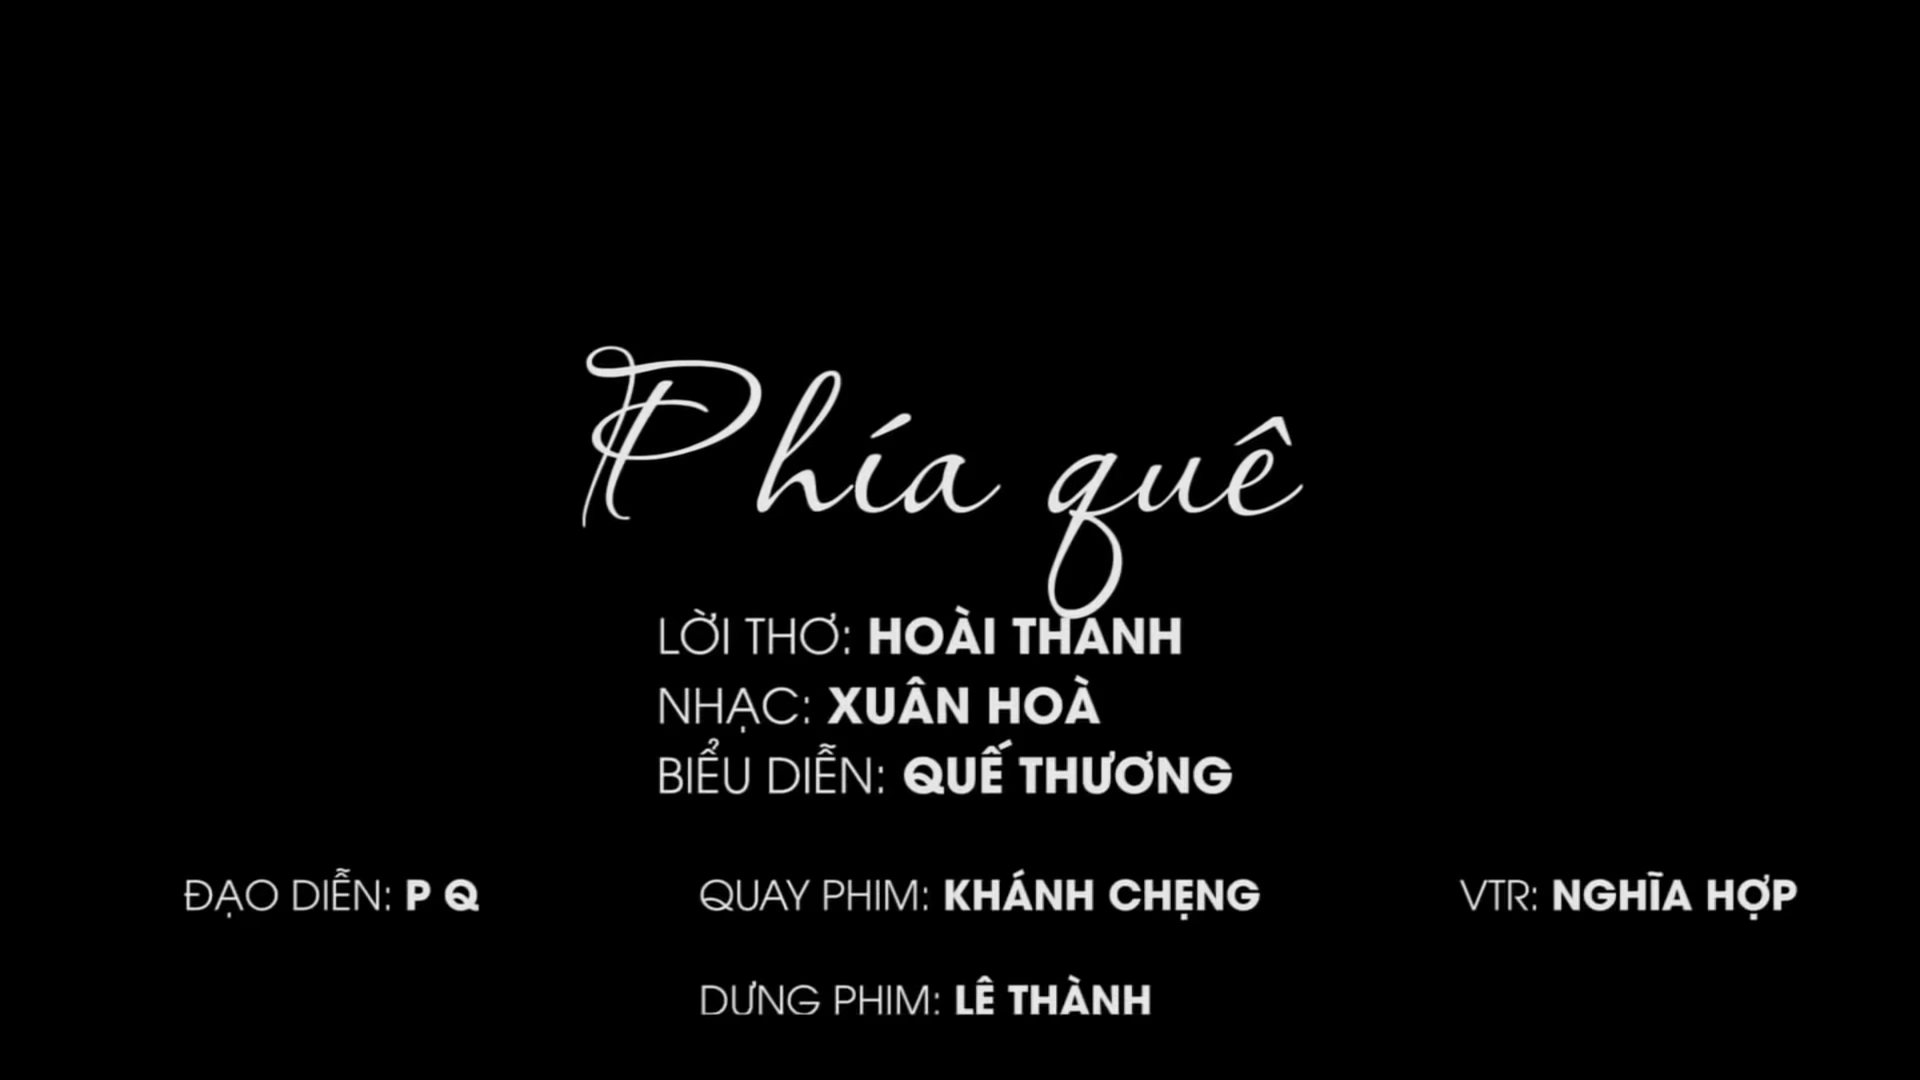 Phía quê
LỜI THƠ: HOÀI THANH
NHẠC: XUÂN HOÀ
BIỂU DIỄN: QUẾ THƯƠNG
ĐẠO DIỄN: P Q
QUAY PHIM: KHÁNH CHẸNG
VTR: NGHĨA HỢP
DƯNG PHIM: LÊ THÀNH